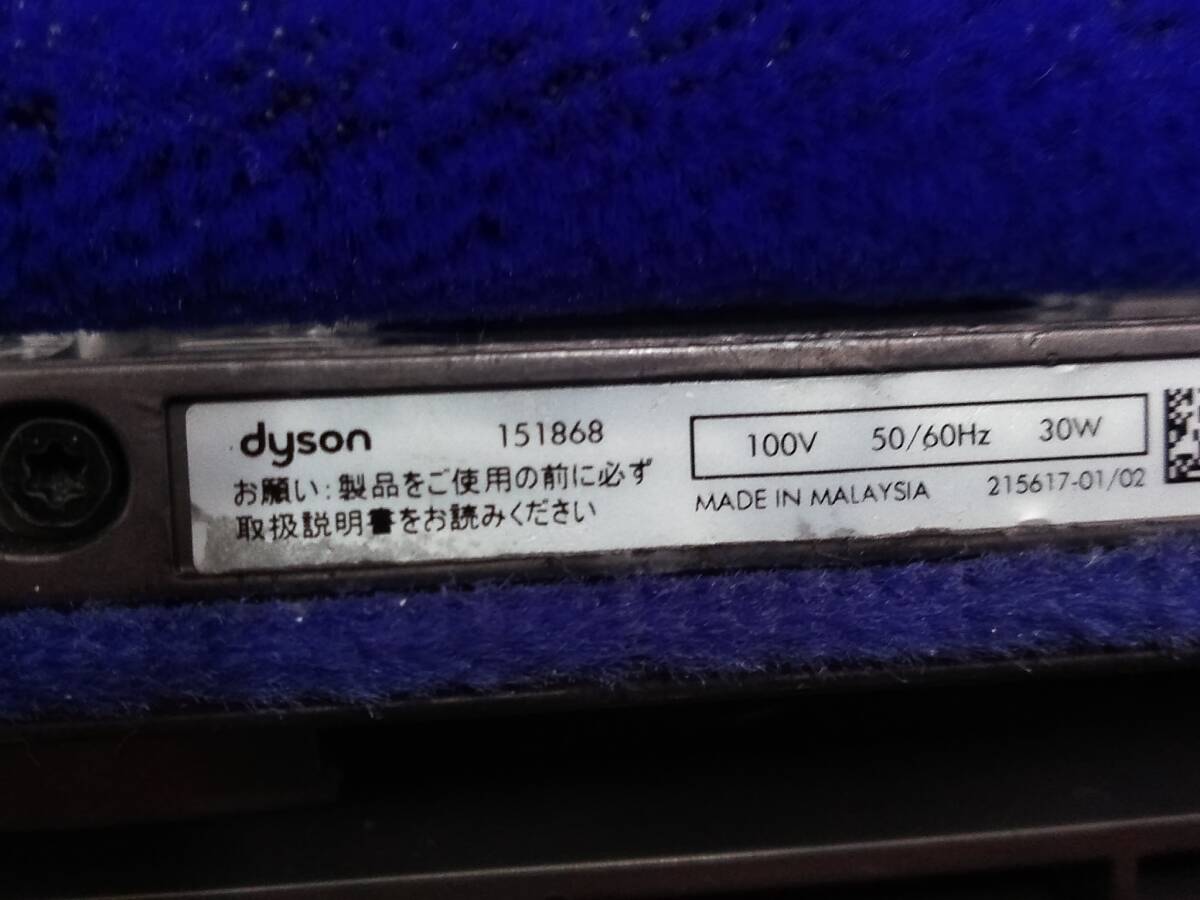 dyson 151868
お願い:製品をご使用の前に必ず
取扱説明書をお読みください
100V 50/60Hz 30W
MADE IN MALAYSIA 215617-01/02